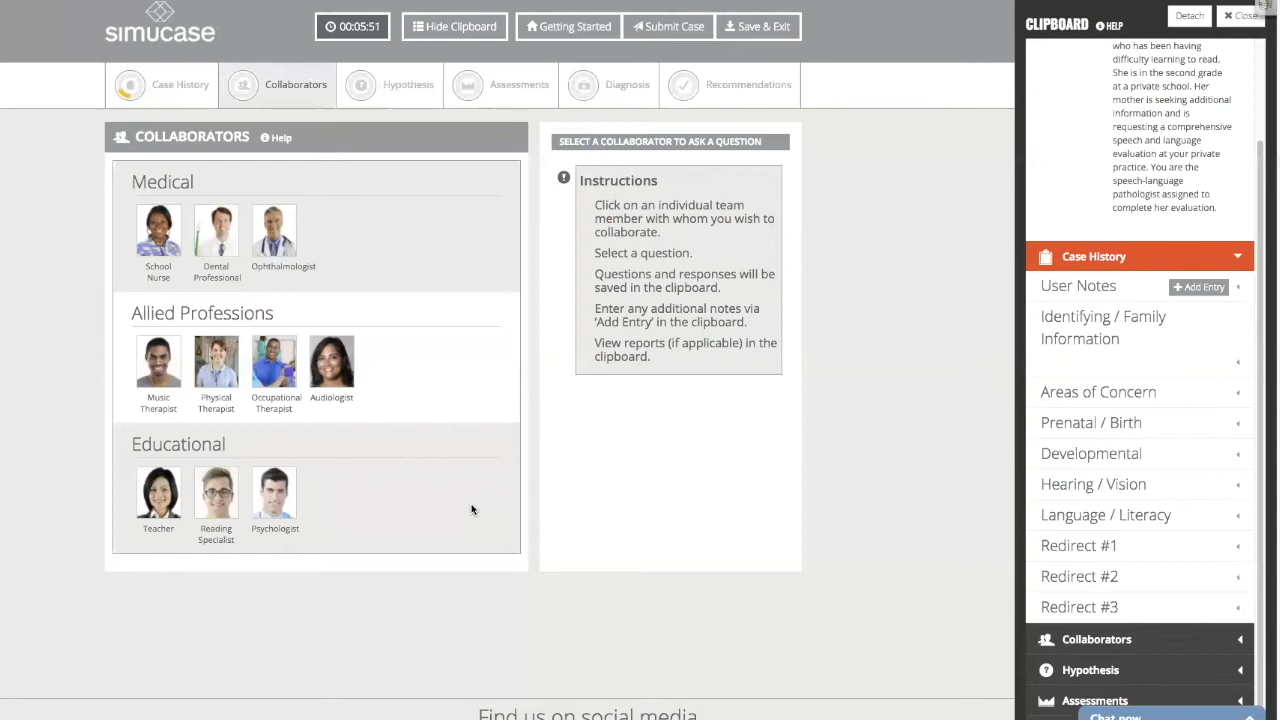 simucase
00:05:51
Hide Clipboard
Getting Started
Submit Case
Save & Exit
Case History
Collaborators
Hypothesis
Assessments
Diagnosis
Recommendations
COLLABORATORS
Help
Medical
School
Nurse
Dental
Professional
Ophthalmologist
Allied Professions
Music
Therapist
Physical
Therapist
Occupational
Therapist
Audiologist
Educational
Teacher
Reading
Specialist
Psychologist
SELECT A COLLABORATOR TO ASK A QUESTION
Instructions
Click on an individual team
member with whom you wish to
collaborate.
Select a question.
Questions and responses will be
saved in the clipboard.
Enter any additional notes via
'Add Entry' in the clipboard.
View reports (if applicable) in the
clipboard.
Find us on social media
Detach
Close
CLIPBOARD
HELP
who has been having
difficulty learning to read.
She is in the second grade
at a private school. Her
mother is seeking additional
information and is
requesting a comprehensive
speech and language
evaluation at your private
practice. You are the
speech-language
pathologist assigned to
complete her evaluation.
Case History
User Notes
+ Add Entry
Identifying / Family
Information
Areas of Concern
Prenatal / Birth
Developmental
Hearing / Vision
Language / Literacy
Redirect #1
Redirect #2
Redirect #3
Collaborators
Hypothesis
Assessments
Chat now